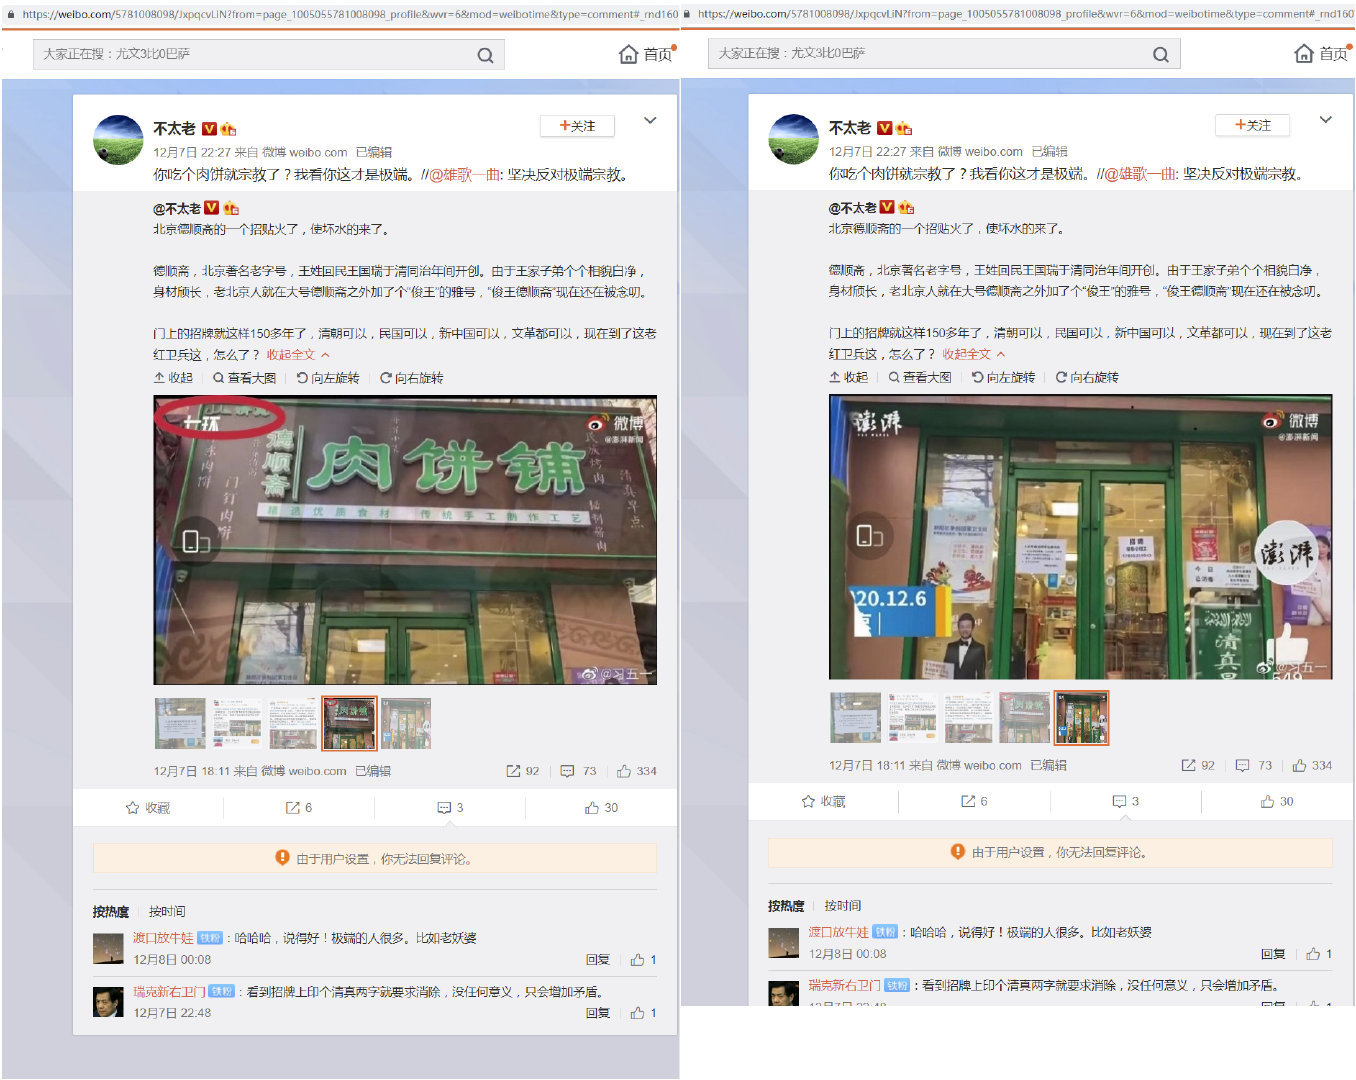 https://weibo.com/5781008098/JxpqcvLiN?from=page_1005055781008098_profile&wvr=6&mod=weibotime&type=comment#_rnd160
大家正在搜：尤文3比0巴萨
首页
不太老
+关注
12月7日 22:27 来自 微博 weibo.com 已编辑
你吃个肉饼就宗教了？我看你这才是极端。//@雄歌一曲: 坚决反对极端宗教。
@不太老
北京德顺斋的一个招贴火了，使坏水的来了。
德顺斋，北京著名老字号，王姓回民王国瑞于清同治年间开创。由于王家子弟个个相貌白净，
身材颀长，老北京人就在大号德顺斋之外加了个“俊王”的雅号，“俊王德顺斋”现在还在被念叨。
门上的招牌就这样150多年了，清朝可以，民国可以，新中国可以，文革都可以，现在到了这老
红卫兵这，怎么了？ 收起全文
收起 查看大图 向左旋转 向右旋转
微博
@澎湃新闻
德顺斋
肉饼铺
门钉肉饼
清真早点
精选优质食材 传统手工制作工艺
@习五一
12月7日 18:11 来自 微博 weibo.com 已编辑
92 73 334
收藏 6 3 30
由于用户设置，你无法回复评论。
按热度 按时间
渡口放牛娃 铁粉：哈哈哈，说得好！极端的人很多。比如老妖婆
12月8日 00:08
回复 1
瑞克新右卫门 铁粉：看到招牌上印个清真两字就要求消除，没任何意义，只会增加矛盾。
12月7日 22:48
回复 1
https://weibo.com/5781008098/JxpqcvLiN?from=page_1005055781008098_profile&wvr=6&mod=weibotime&type=comment#_rnd160
大家正在搜：尤文3比0巴萨
首页
不太老
+关注
12月7日 22:27 来自 微博 weibo.com 已编辑
你吃个肉饼就宗教了？我看你这才是极端。//@雄歌一曲: 坚决反对极端宗教。
@不太老
北京德顺斋的一个招贴火了，使坏水的来了。
德顺斋，北京著名老字号，王姓回民王国瑞于清同治年间开创。由于王家子弟个个相貌白净，
身材颀长，老北京人就在大号德顺斋之外加了个“俊王”的雅号，“俊王德顺斋”现在还在被念叨。
门上的招牌就这样150多年了，清朝可以，民国可以，新中国可以，文革都可以，现在到了这老
红卫兵这，怎么了？ 收起全文
收起 查看大图 向左旋转 向右旋转
澎湃
微博
@澎湃新闻
招聘
澎湃
今日
020.12.6
清真
@习五一
549
12月7日 18:11 来自 微博 weibo.com 已编辑
92 73 334
收藏 6 3 30
由于用户设置，你无法回复评论。
按热度 按时间
渡口放牛娃 铁粉：哈哈哈，说得好！极端的人很多。比如老妖婆
12月8日 00:08
回复 1
瑞克新右卫门 铁粉：看到招牌上印个清真两字就要求消除，没任何意义，只会增加矛盾。